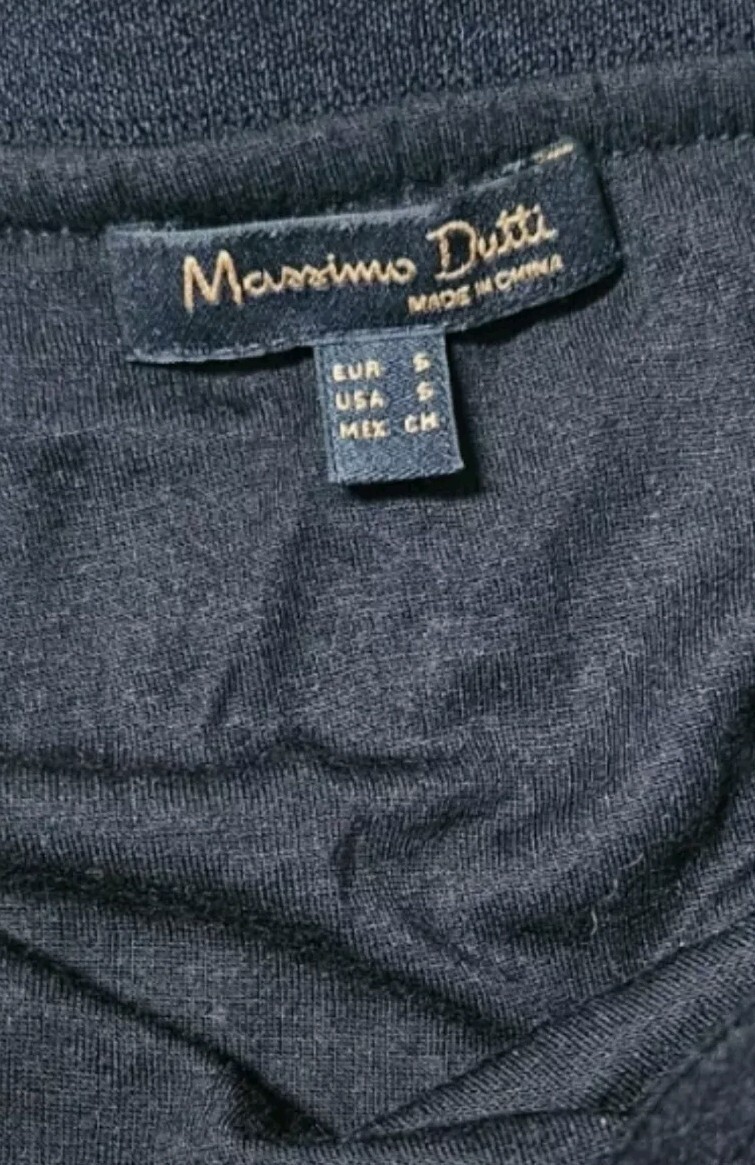 Massimo Dutti
MADE IN CHINA
EUR S
USA S
MEX CH